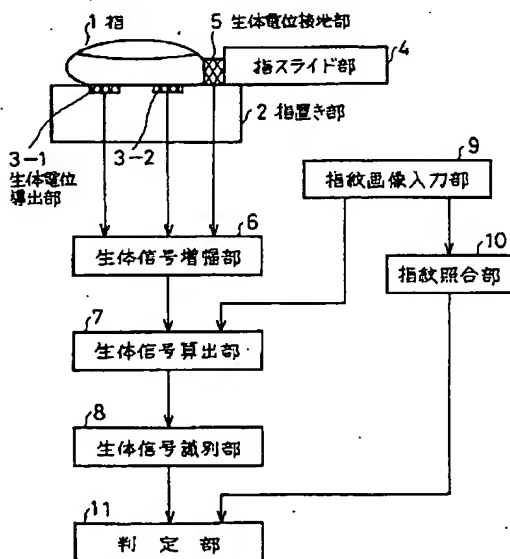 1 指
5 生体電位接地部
4
指スライド部
2 指置き部
3-1
生体電位
導出部
3-2
9
指紋画像入力部
6
生体信号増幅部
10
指紋照合部
7
生体信号算出部
8
生体信号識別部
11
判定部